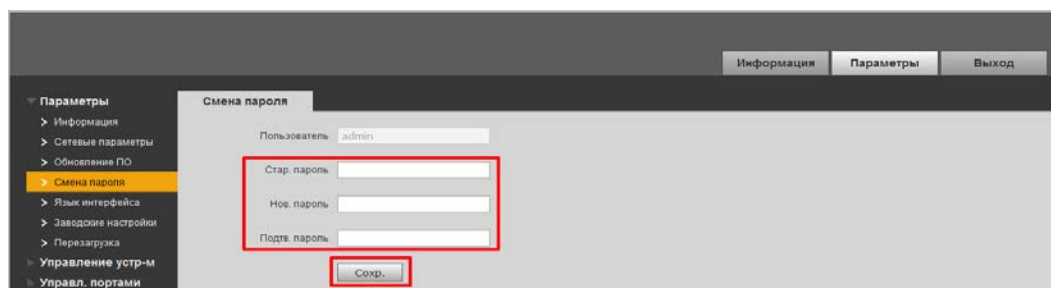 Информация Параметры Выход
Параметры
Информация
Сетевые параметры
Обновление ПО
Смена пароля
Язык интерфейса
Заводские настройки
Перезагрузка
Управление устр-м
Управл. портами
Смена пароля
Пользователь admin
Стар. пароль
Нов. пароль
Подтв. пароль
Сохр.